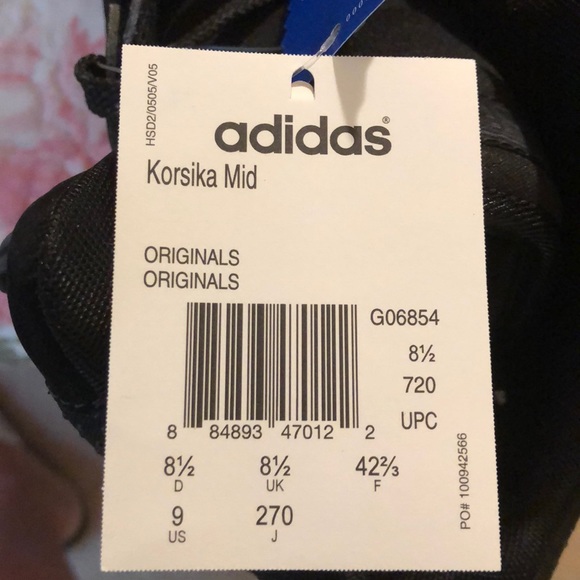 000
HSD2/0505/V05
adidas®
Korsika Mid
ORIGINALS
ORIGINALS
G06854
8½
720
UPC
8 84893 47012 2
8½ 8½ 42⅔
D UK F
9 270
US J
PO# 100942566